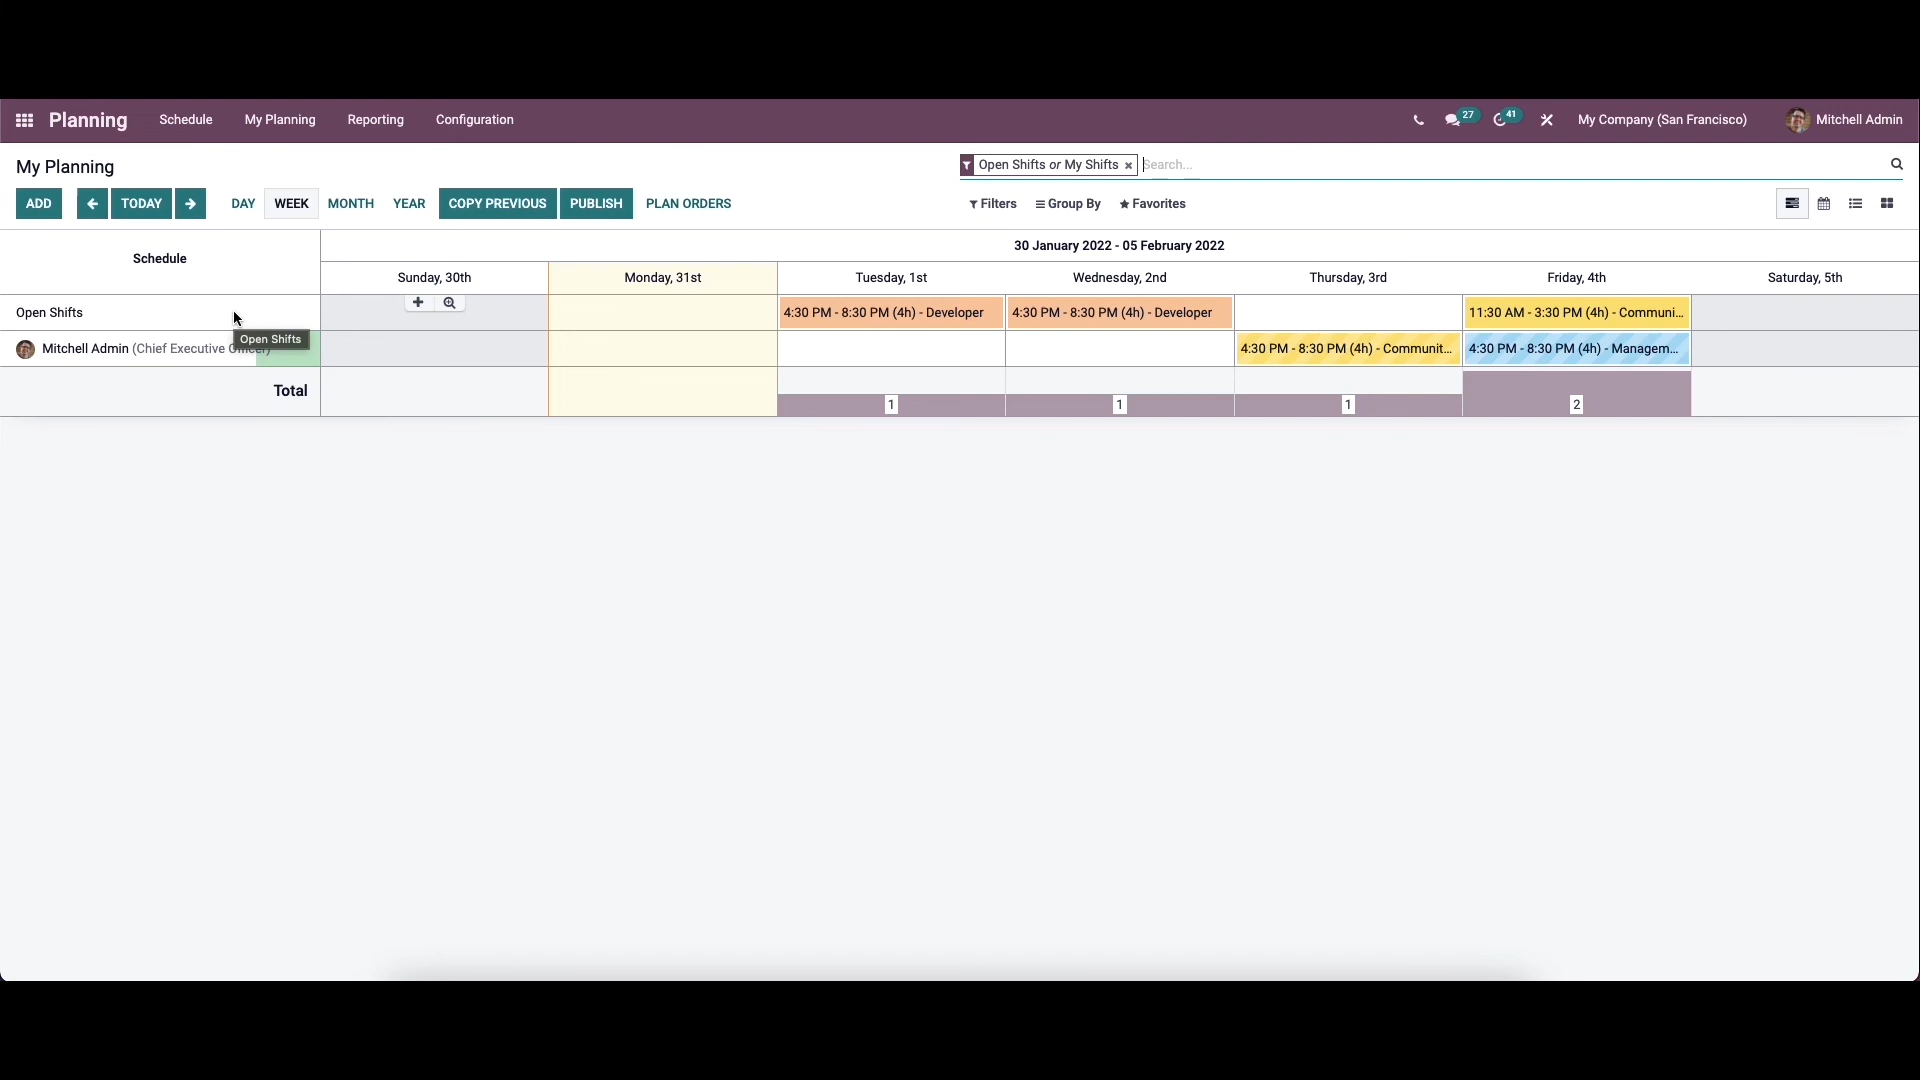 Planning Schedule My Planning Reporting Configuration 27 41 My Company (San Francisco) Mitchell Admin
My Planning Open Shifts or My Shifts × Search...
ADD TODAY DAY WEEK MONTH YEAR COPY PREVIOUS PUBLISH PLAN ORDERS Filters Group By Favorites
Schedule 30 January 2022 - 05 February 2022
Sunday, 30th Monday, 31st Tuesday, 1st Wednesday, 2nd Thursday, 3rd Friday, 4th Saturday, 5th
Open Shifts 4:30 PM - 8:30 PM (4h) - Developer 4:30 PM - 8:30 PM (4h) - Developer 11:30 AM - 3:30 PM (4h) - Communi...
Open Shifts
Mitchell Admin (Chief Executive 4:30 PM - 8:30 PM (4h) - Communit... 4:30 PM - 8:30 PM (4h) - Managem...
Total 1 1 1 2